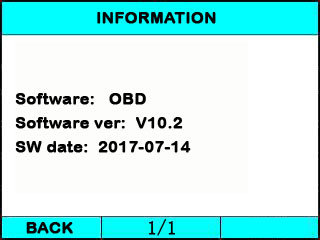 INFORMATION
Software: OBD
Software ver: V10.2
SW date: 2017-07-14
BACK 1/1